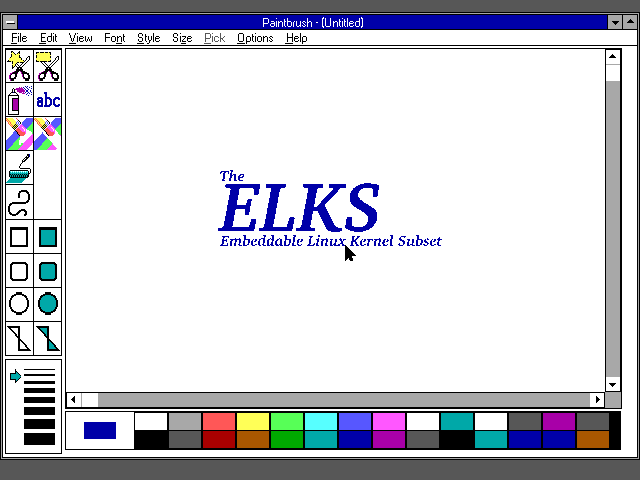 Paintbrush - (Untitled)
File Edit View Font Style Size Pick Options Help
abc
The
ELKS
Embeddable Linux Kernel Subset